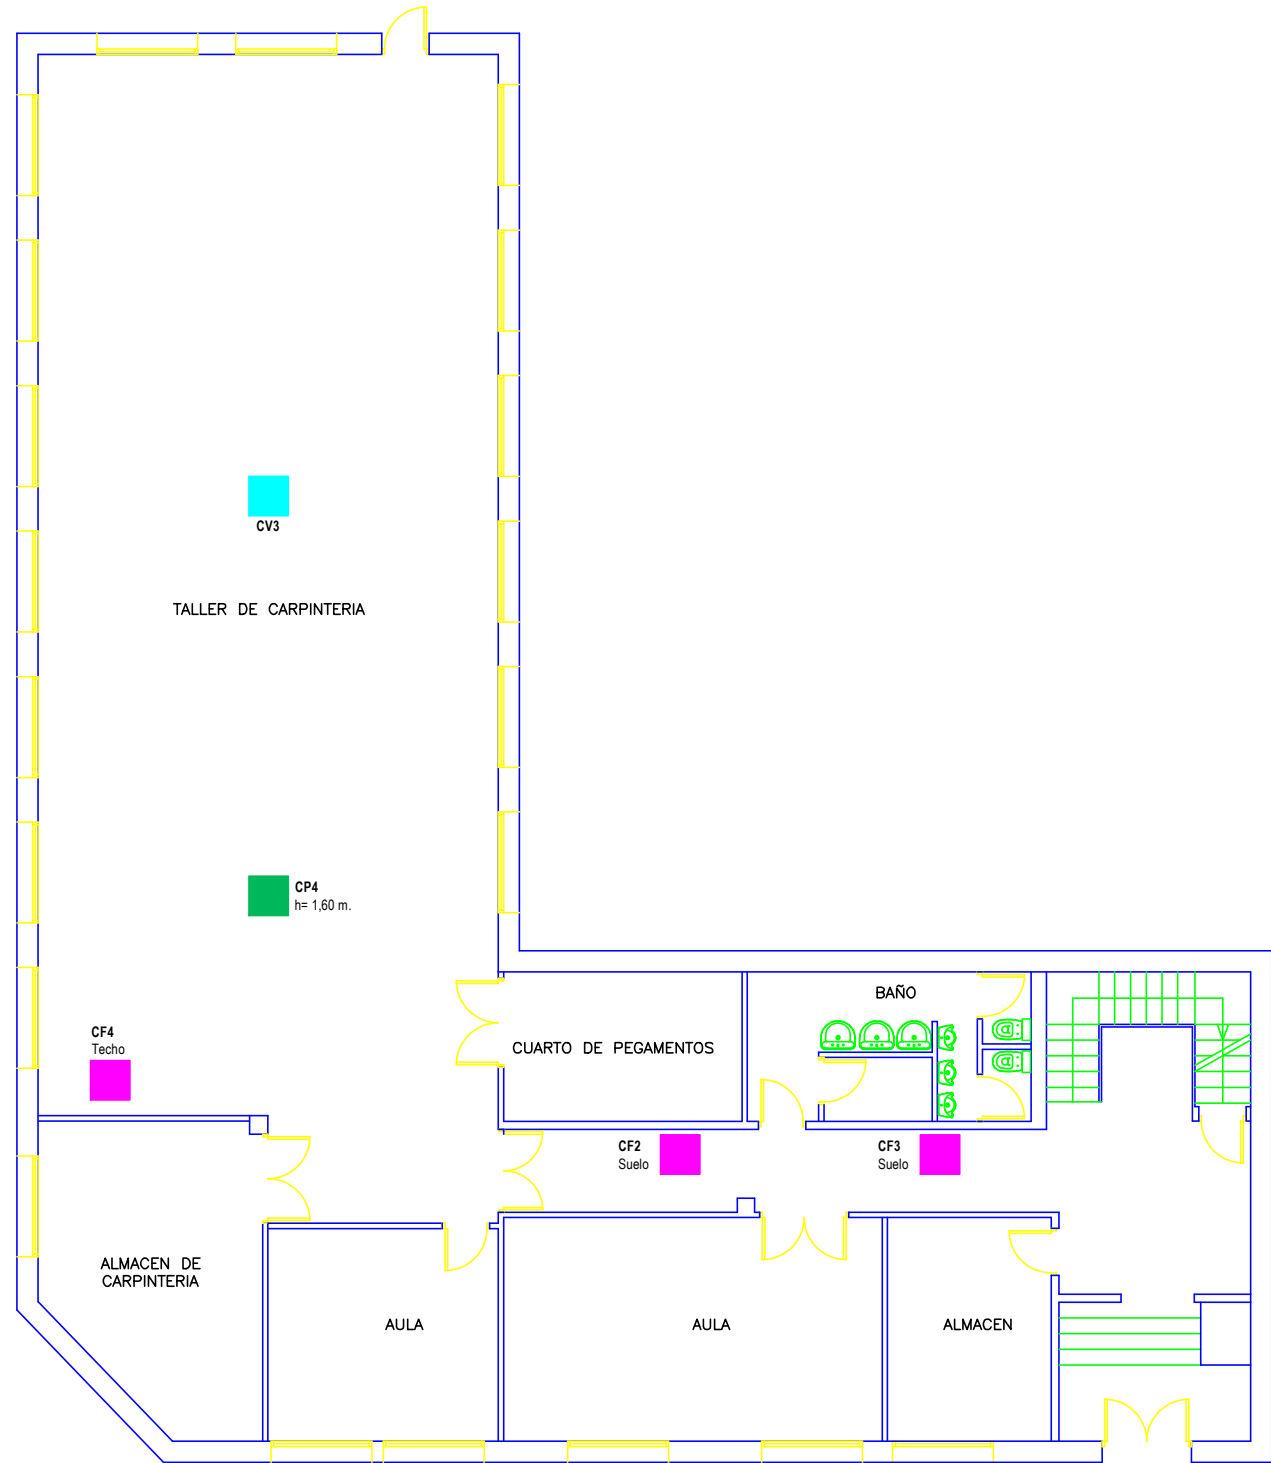 CV3
TALLER DE CARPINTERIA
CP4
h= 1,60 m.
BAÑO
CF4
Techo
CUARTO DE PEGAMENTOS
CF2
Suelo
CF3
Suelo
ALMACEN DE
CARPINTERIA
AULA
AULA
ALMACEN